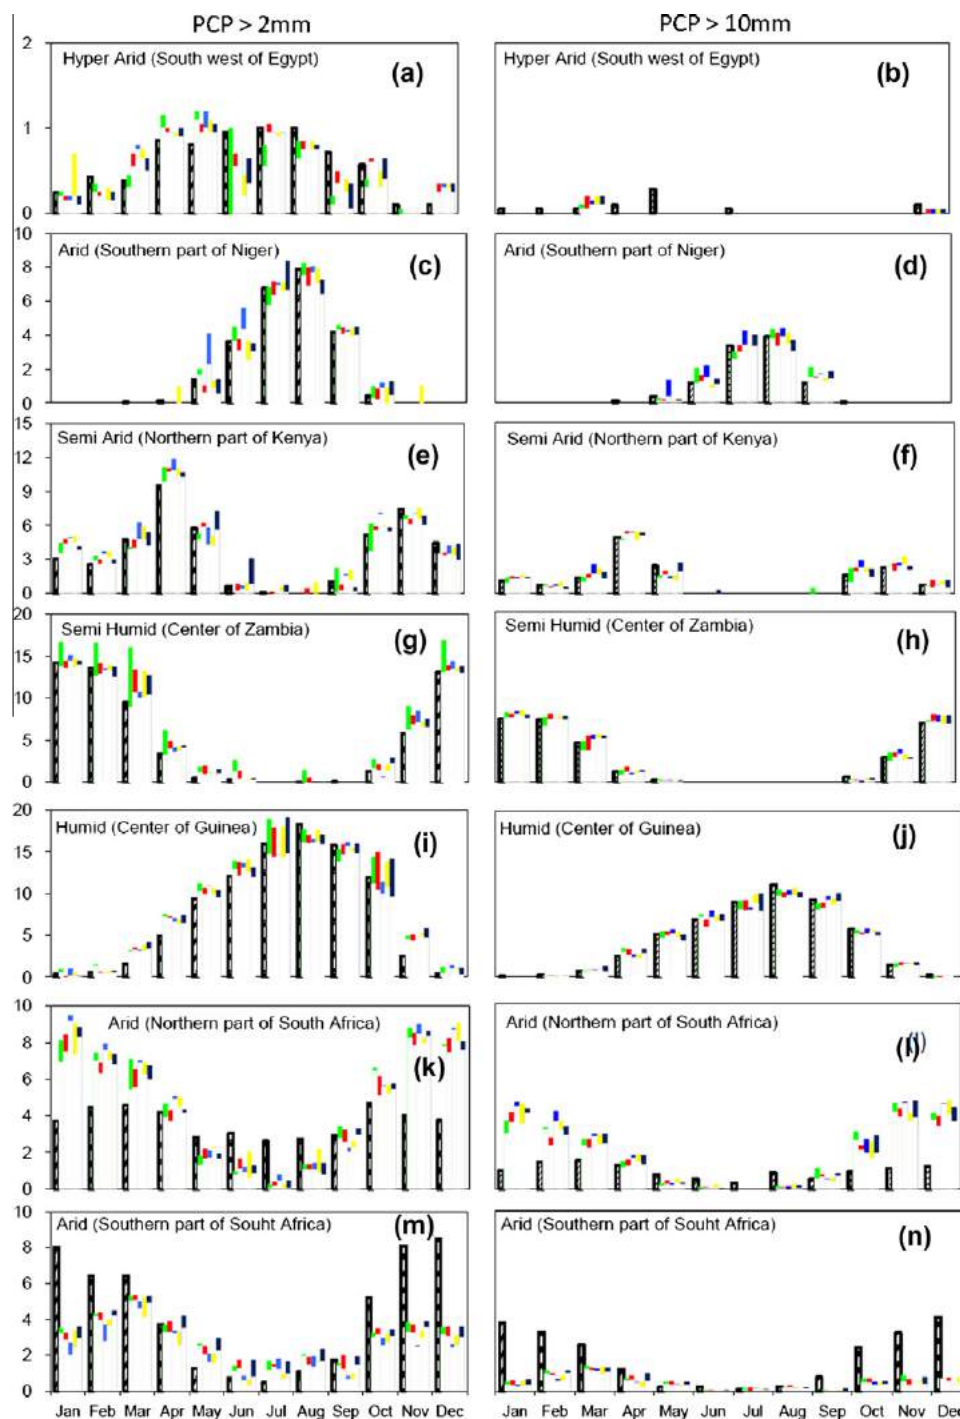 PCP > 2mm PCP > 10mm
2
1
0
Hyper Arid (South west of Egypt) (a)
Hyper Arid (South west of Egypt) (b)
10
8
6
4
2
0
Arid (Southern part of Niger) (c)
Arid (Southern part of Niger) (d)
15
12
9
6
3
0
Semi Arid (Northern part of Kenya) (e)
Semi Arid (Northern part of Kenya) (f)
20
15
10
5
0
Semi Humid (Center of Zambia) (g)
Semi Humid (Center of Zambia) (h)
20
15
10
5
0
Humid (Center of Guinea) (i)
Humid (Center of Guinea) (j)
10
8
6
4
2
0
Arid (Northern part of South Africa) (k)
Arid (Northern part of South Africa) (l)
10
8
6
4
2
0
Arid (Southern part of Souht Africa) (m)
Arid (Southern part of Souht Africa) (n)
Jan Feb Mar Apr May Jun Jul Aug Sep Oct Nov Dec
Jan Feb Mar Apr May Jun Jul Aug Sep Oct Nov Dec